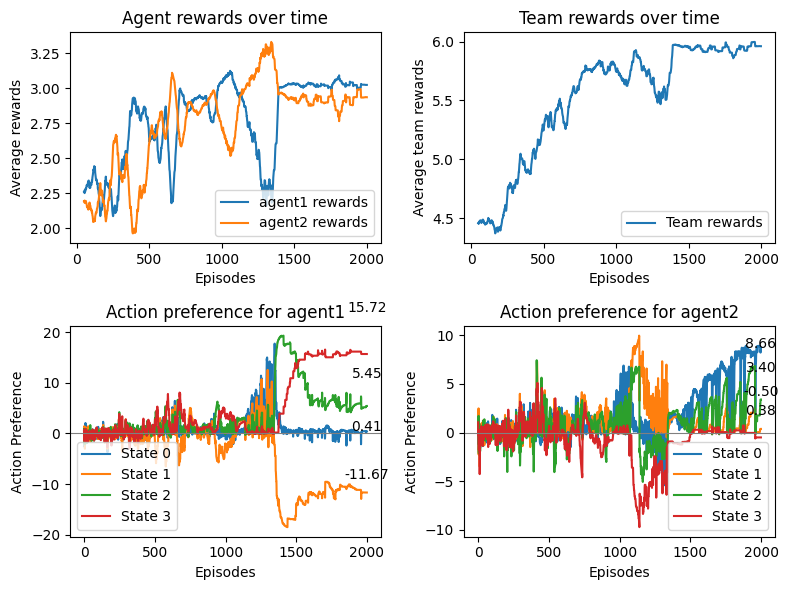 Agent rewards over time
Average rewards
3.25
3.00
2.75
2.50
2.25
2.00
agent1 rewards
agent2 rewards
0
500
1000
1500
2000
Episodes
Team rewards over time
Average team rewards
6.0
5.5
5.0
4.5
Team rewards
0
500
1000
1500
2000
Episodes
Action preference for agent1
Action Preference
20
10
0
−10
−20
15.72
5.45
0.41
-11.67
State 0
State 1
State 2
State 3
0
500
1000
1500
2000
Episodes
Action preference for agent2
Action Preference
10
5
0
−5
−10
8.66
3.40
-0.50
0.38
State 0
State 1
State 2
State 3
0
500
1000
1500
2000
Episodes